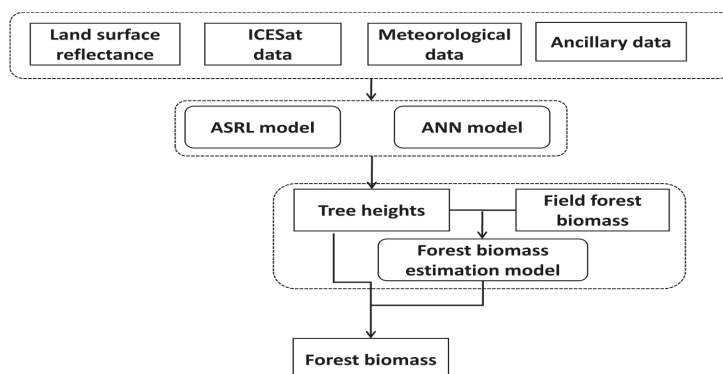 Land surface
reflectance
ICESat
data
Meteorological
data
Ancillary data
ASRL model
ANN model
Tree heights
Field forest
biomass
Forest biomass
estimation model
Forest biomass